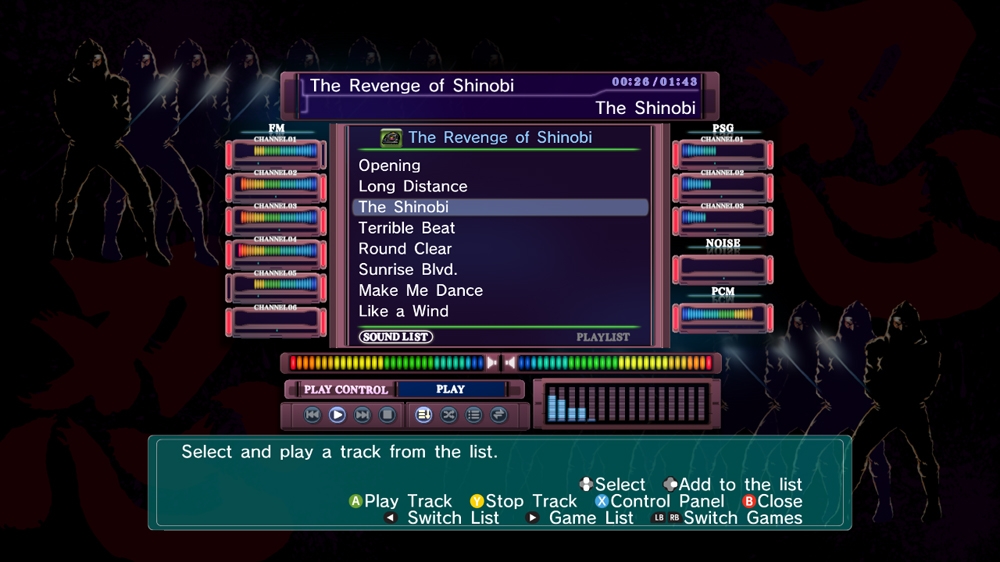 The Revenge of Shinobi
00:26/01:43
The Shinobi
FM
CHANNEL01
CHANNEL02
CHANNEL03
CHANNEL04
CHANNEL05
CHANNEL06
The Revenge of Shinobi
Opening
Long Distance
The Shinobi
Terrible Beat
Round Clear
Sunrise Blvd.
Make Me Dance
Like a Wind
SOUND LIST
PLAYLIST
PSG
CHANNEL01
CHANNEL02
CHANNEL03
NOISE
PCM
PLAY CONTROL
PLAY
Select and play a track from the list.
Select Add to the list
A Play Track Y Stop Track X Control Panel B Close
Switch List Game List LB RB Switch Games